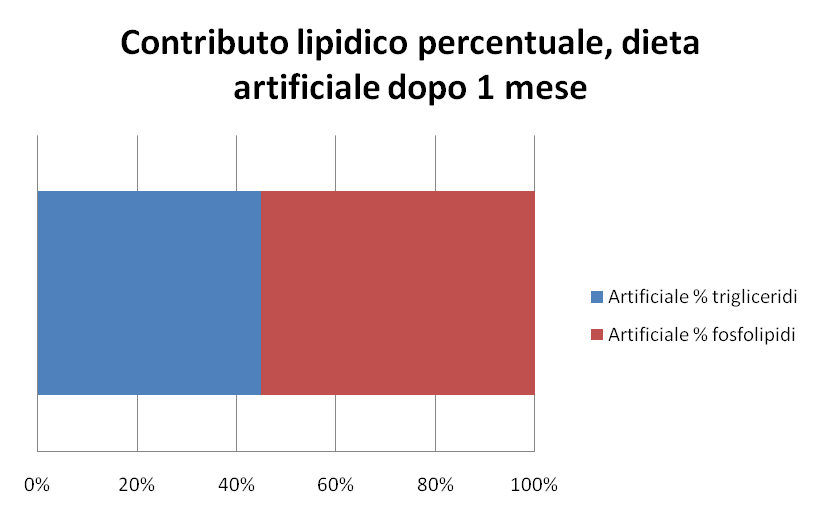 Contributo lipidico percentuale, dieta
artificiale dopo 1 mese
Artificiale % trigliceridi
Artificiale % fosfolipidi
0% 20% 40% 60% 80% 100%